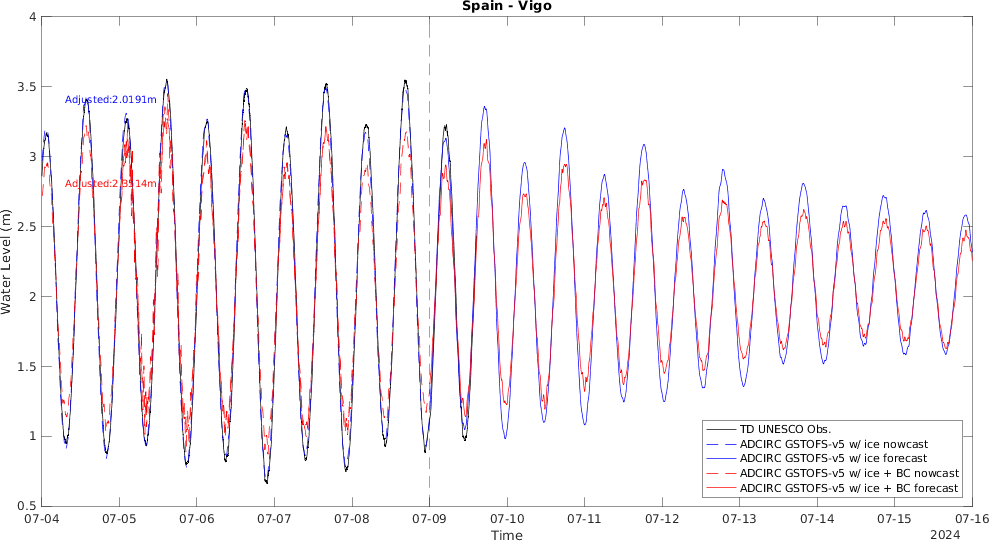 Spain - Vigo
4
3.5
3
2.5
2
1.5
1
0.5
Water Level (m)
Adjusted:2.0191m
Adjusted:2.3514m
TD UNESCO Obs.
ADCIRC GSTOFS-v5 w/ ice nowcast
ADCIRC GSTOFS-v5 w/ ice forecast
ADCIRC GSTOFS-v5 w/ ice + BC nowcast
ADCIRC GSTOFS-v5 w/ ice + BC forecast
07-04 07-05 07-06 07-07 07-08 07-09 07-10 07-11 07-12 07-13 07-14 07-15 07-16
Time
2024